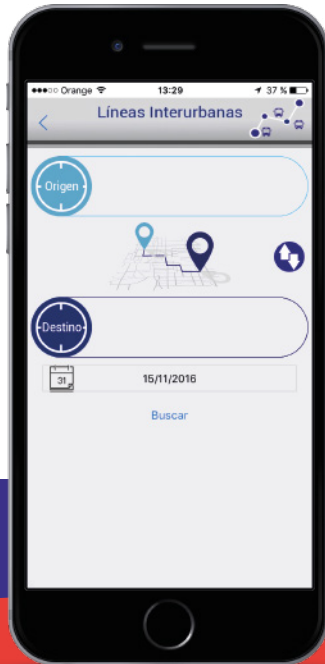 Orange 13:29 37 %
Líneas Interurbanas
Origen
Destino
31 15/11/2016
Buscar